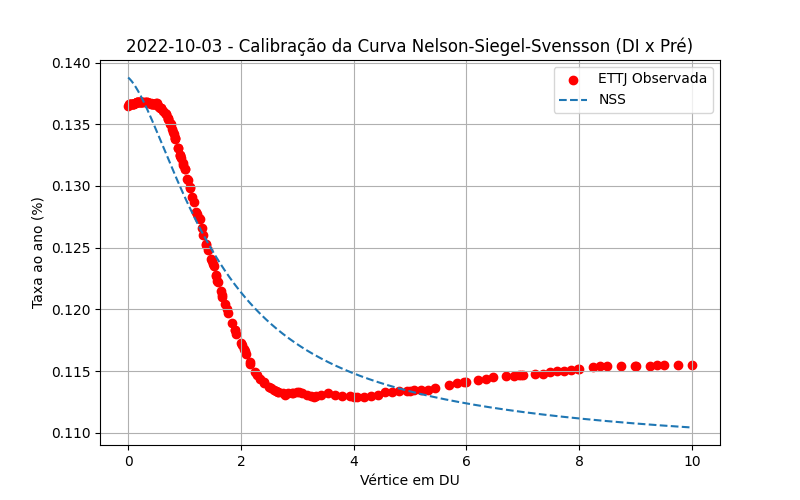 2022-10-03 - Calibração da Curva Nelson-Siegel-Svensson (DI x Pré)
0.140
0.135
0.130
0.125
0.120
0.115
0.110
Taxa ao ano (%)
ETTJ Observada
NSS
0 2 4 6 8 10
Vértice em DU